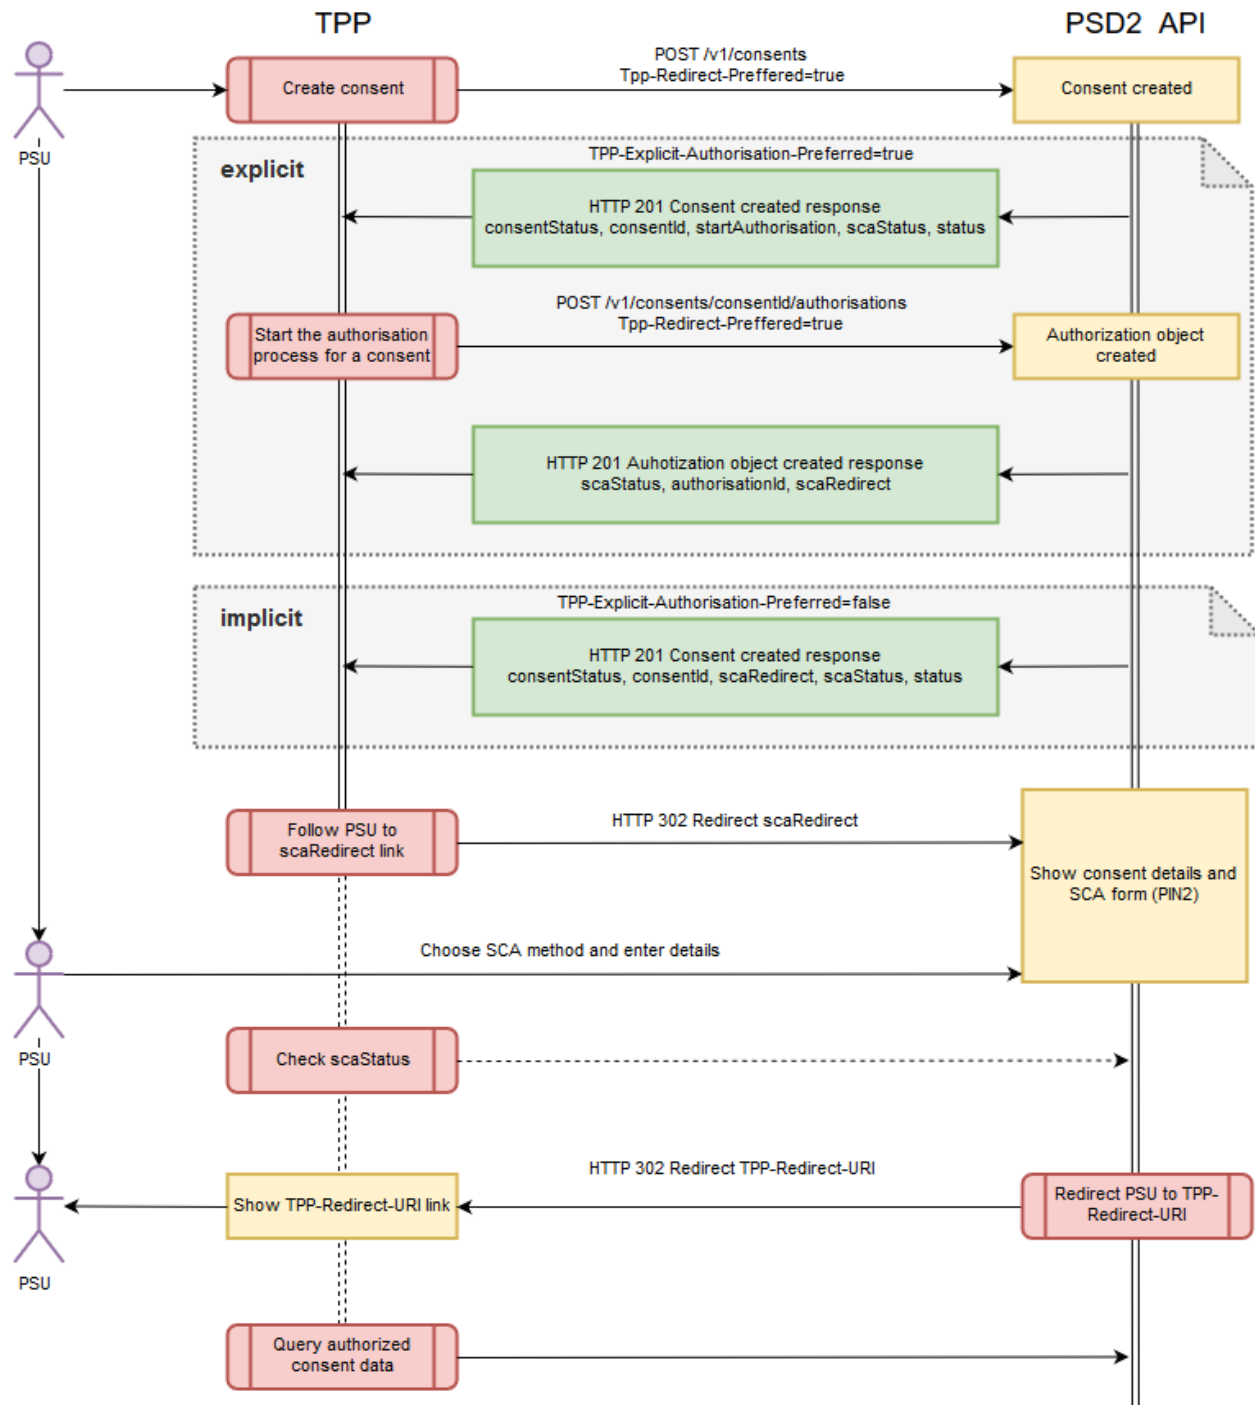 TPP
PSD2 API
POST /v1/consents
Tpp-Redirect-Preffered=true
Create consent
Consent created
PSU
TPP-Explicit-Authorisation-Preferred=true
explicit
HTTP 201 Consent created response
consentStatus, consentId, startAuthorisation, scaStatus, status
POST /v1/consents/consentId/authorisations
Tpp-Redirect-Preffered=true
Start the authorisation
process for a consent
Authorization object
created
HTTP 201 Auhotization object created response
scaStatus, authorisationId, scaRedirect
TPP-Explicit-Authorisation-Preferred=false
implicit
HTTP 201 Consent created response
consentStatus, consentId, scaRedirect, scaStatus, status
Follow PSU to
scaRedirect link
HTTP 302 Redirect scaRedirect
Show consent details and
SCA form (PIN2)
Choose SCA method and enter details
PSU
Check scaStatus
HTTP 302 Redirect TPP-Redirect-URI
Show TPP-Redirect-URI link
Redirect PSU to TPP-
Redirect-URI
PSU
Query authorized
consent data